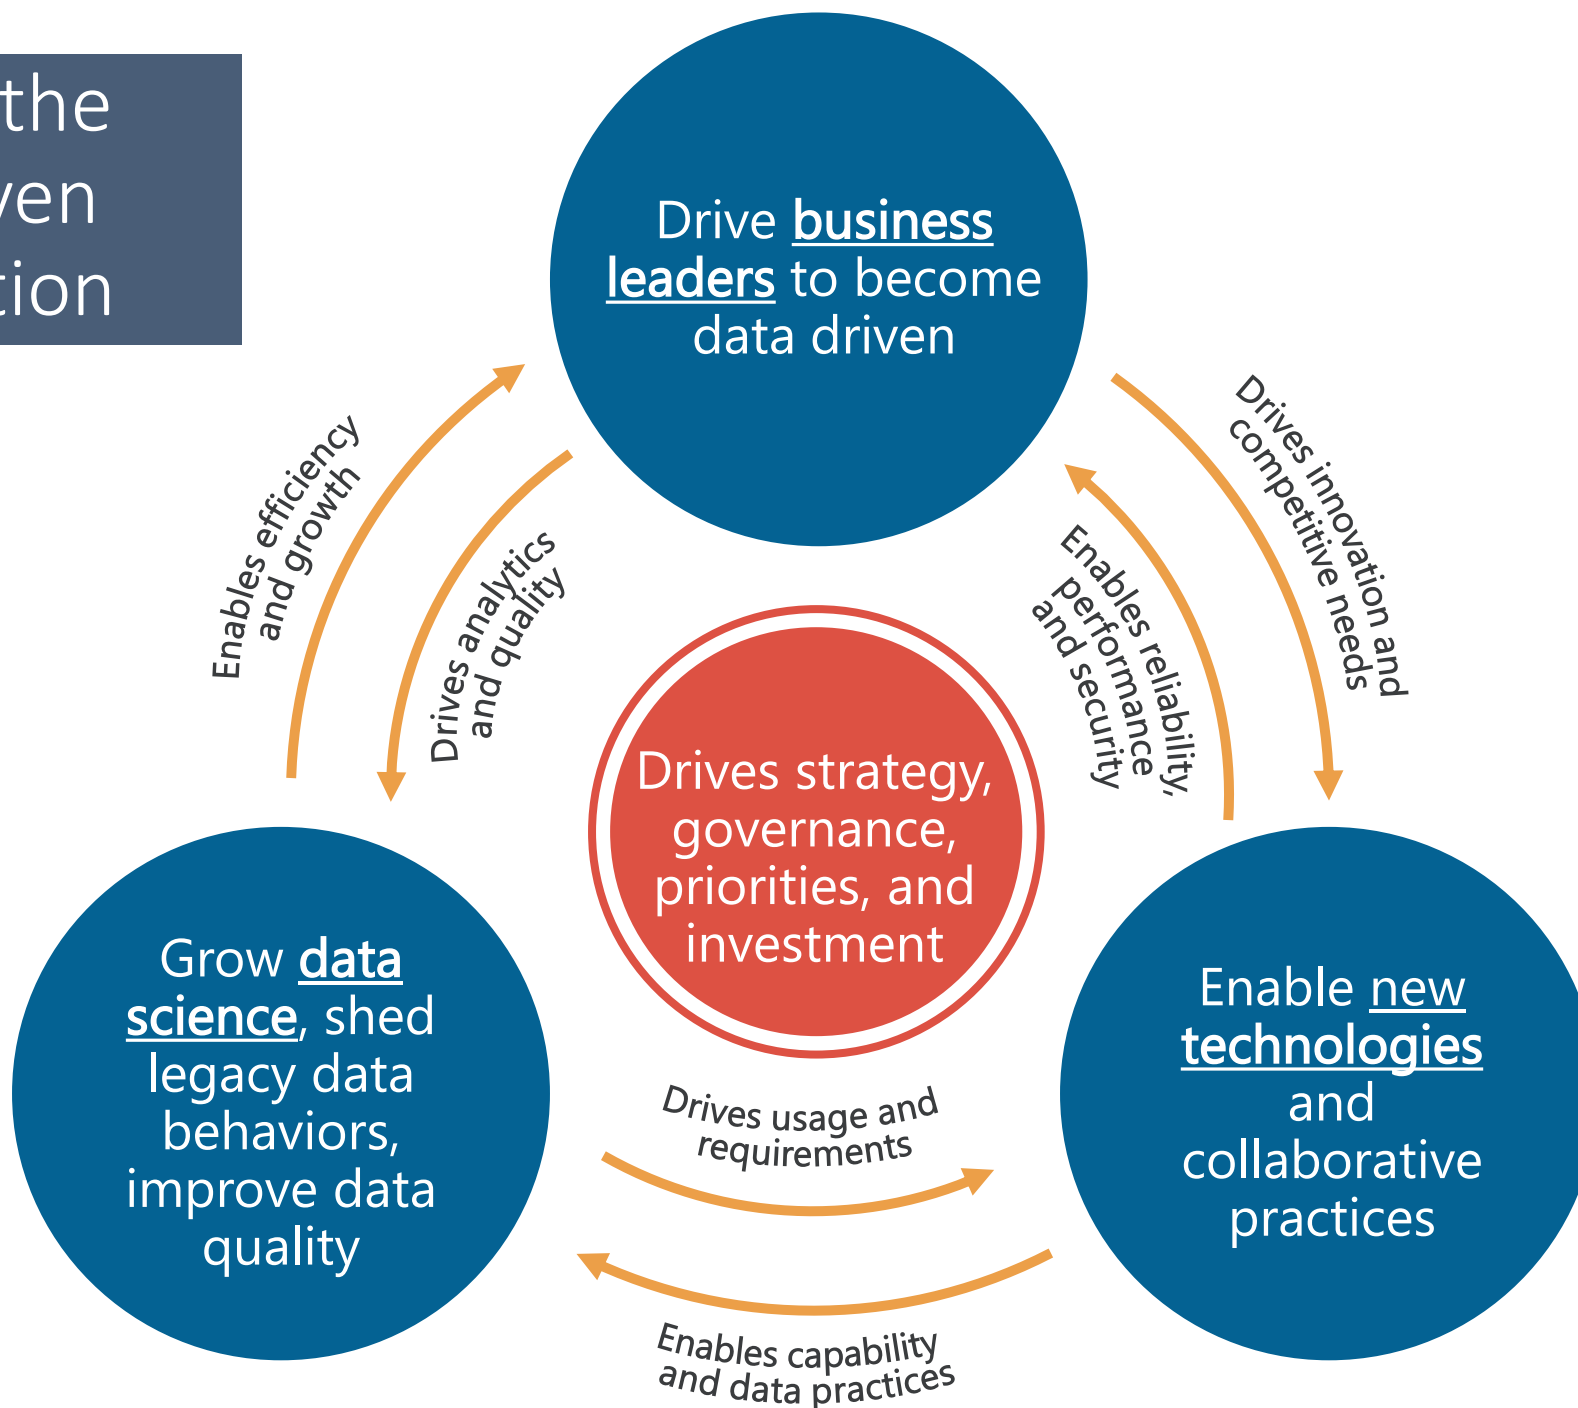 the
ven
tion
Drive business
leaders to become
data driven
Enables efficiency
and growth
Drives analytics
and quality
Drives innovation and
competitive needs
Enables reliability,
performance
and security
Drives strategy,
governance,
priorities, and
investment
Grow data
science, shed
legacy data
behaviors,
improve data
quality
Enable new
technologies
and
collaborative
practices
Drives usage and
requirements
Enables capability
and data practices